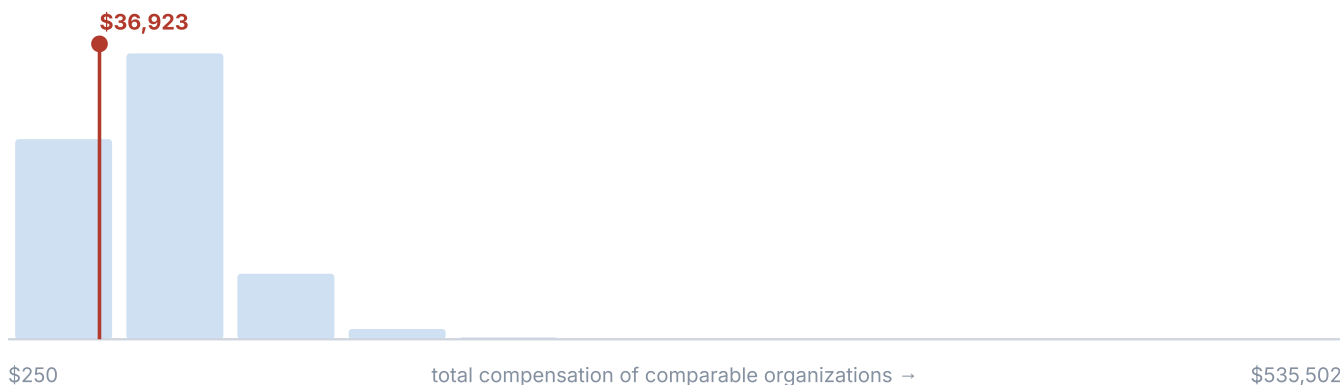 $36,923
$250
total compensation of comparable organizations →
$535,502